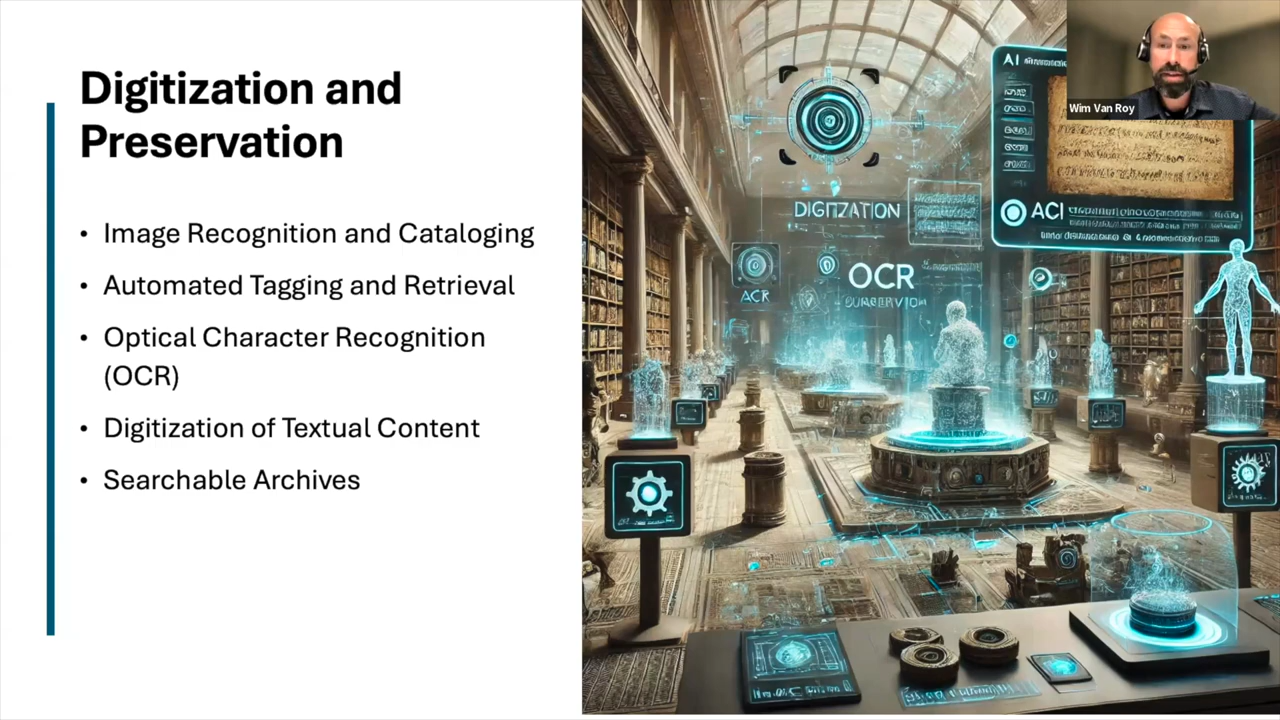 Digitization and
Preservation
• Image Recognition and Cataloging
• Automated Tagging and Retrieval
• Optical Character Recognition
(OCR)
• Digitization of Textual Content
• Searchable Archives
Wim Van Roy
AI
DIGITZATION
ACI
OCR
ACR